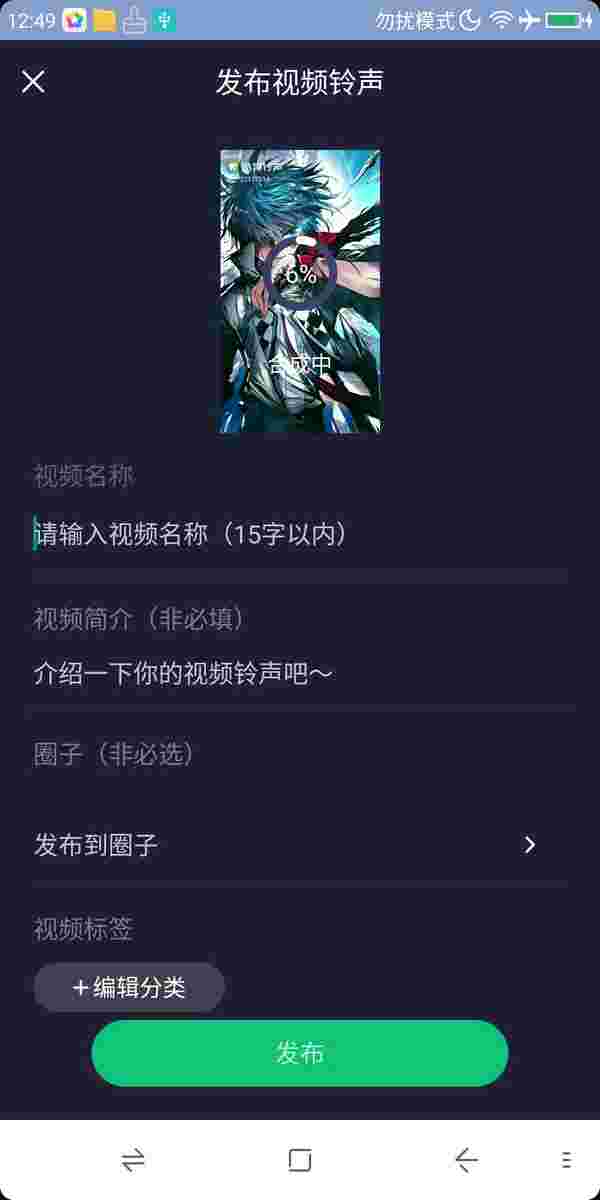 12:49
勿扰模式
发布视频铃声
6%
合成中
视频名称
请输入视频名称（15字以内）
视频简介（非必填）
介绍一下你的视频铃声吧～
圈子（非必选）
发布到圈子
视频标签
+编辑分类
发布